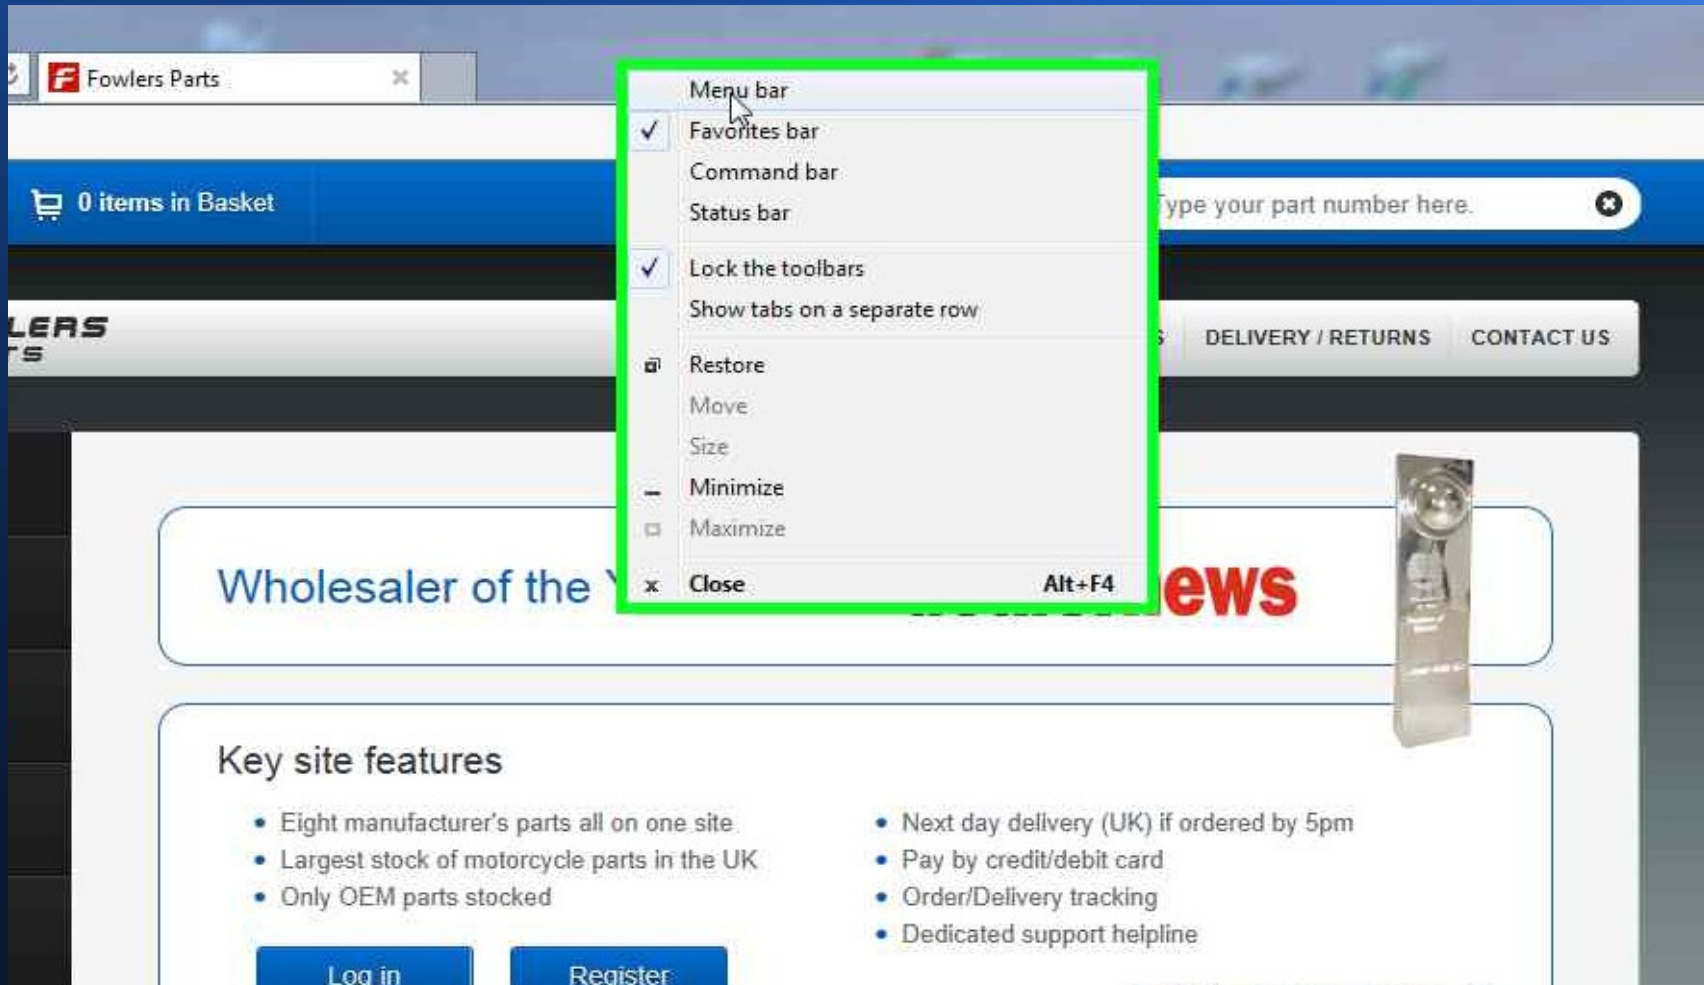 Fowlers Parts
0 items in Basket
Menu bar
Favorites bar
Command bar
Status bar
Lock the toolbars
Show tabs on a separate row
Restore
Move
Size
Minimize
Maximize
Close Alt+F4
ype your part number here.
LERS
TS
S
DELIVERY / RETURNS
CONTACT US
Wholesaler of the
ews
Key site features
Eight manufacturer's parts all on one site
Largest stock of motorcycle parts in the UK
Only OEM parts stocked
Next day delivery (UK) if ordered by 5pm
Pay by credit/debit card
Order/Delivery tracking
Dedicated support helpline
Log in
Register